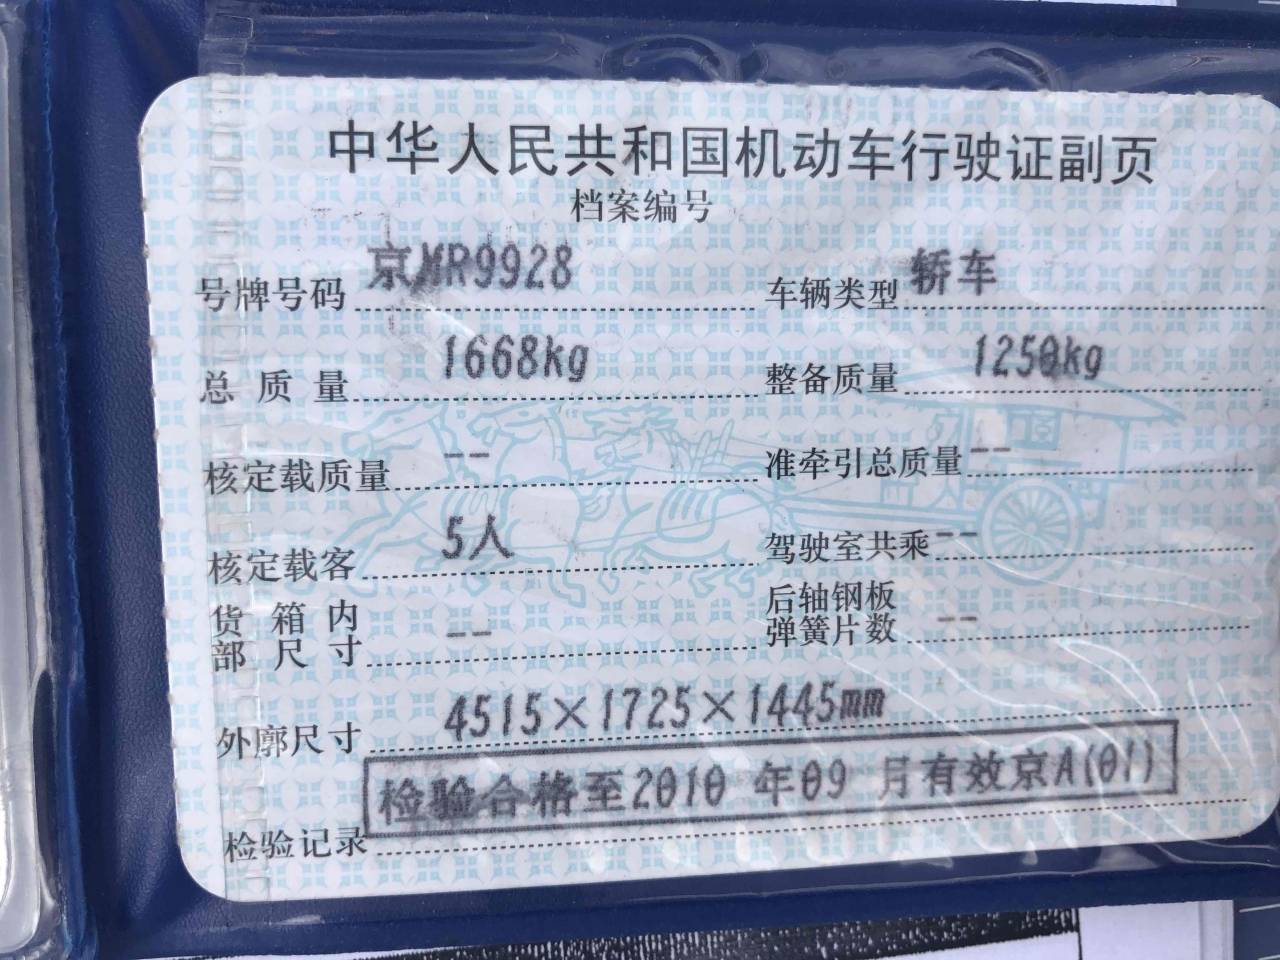 中华人民共和国机动车行驶证副页
档案编号
号牌号码 京MR9928 车辆类型 轿车
总质量 1668kg 整备质量 1250kg
核定载质量 -- 准牵引总质量 --
核定载客 5人 驾驶室共乘 --
货箱内部尺寸 -- 后轴钢板弹簧片数 --
外廓尺寸 4515×1725×1445mm
检验合格至2010年09月有效京A(01)
检验记录